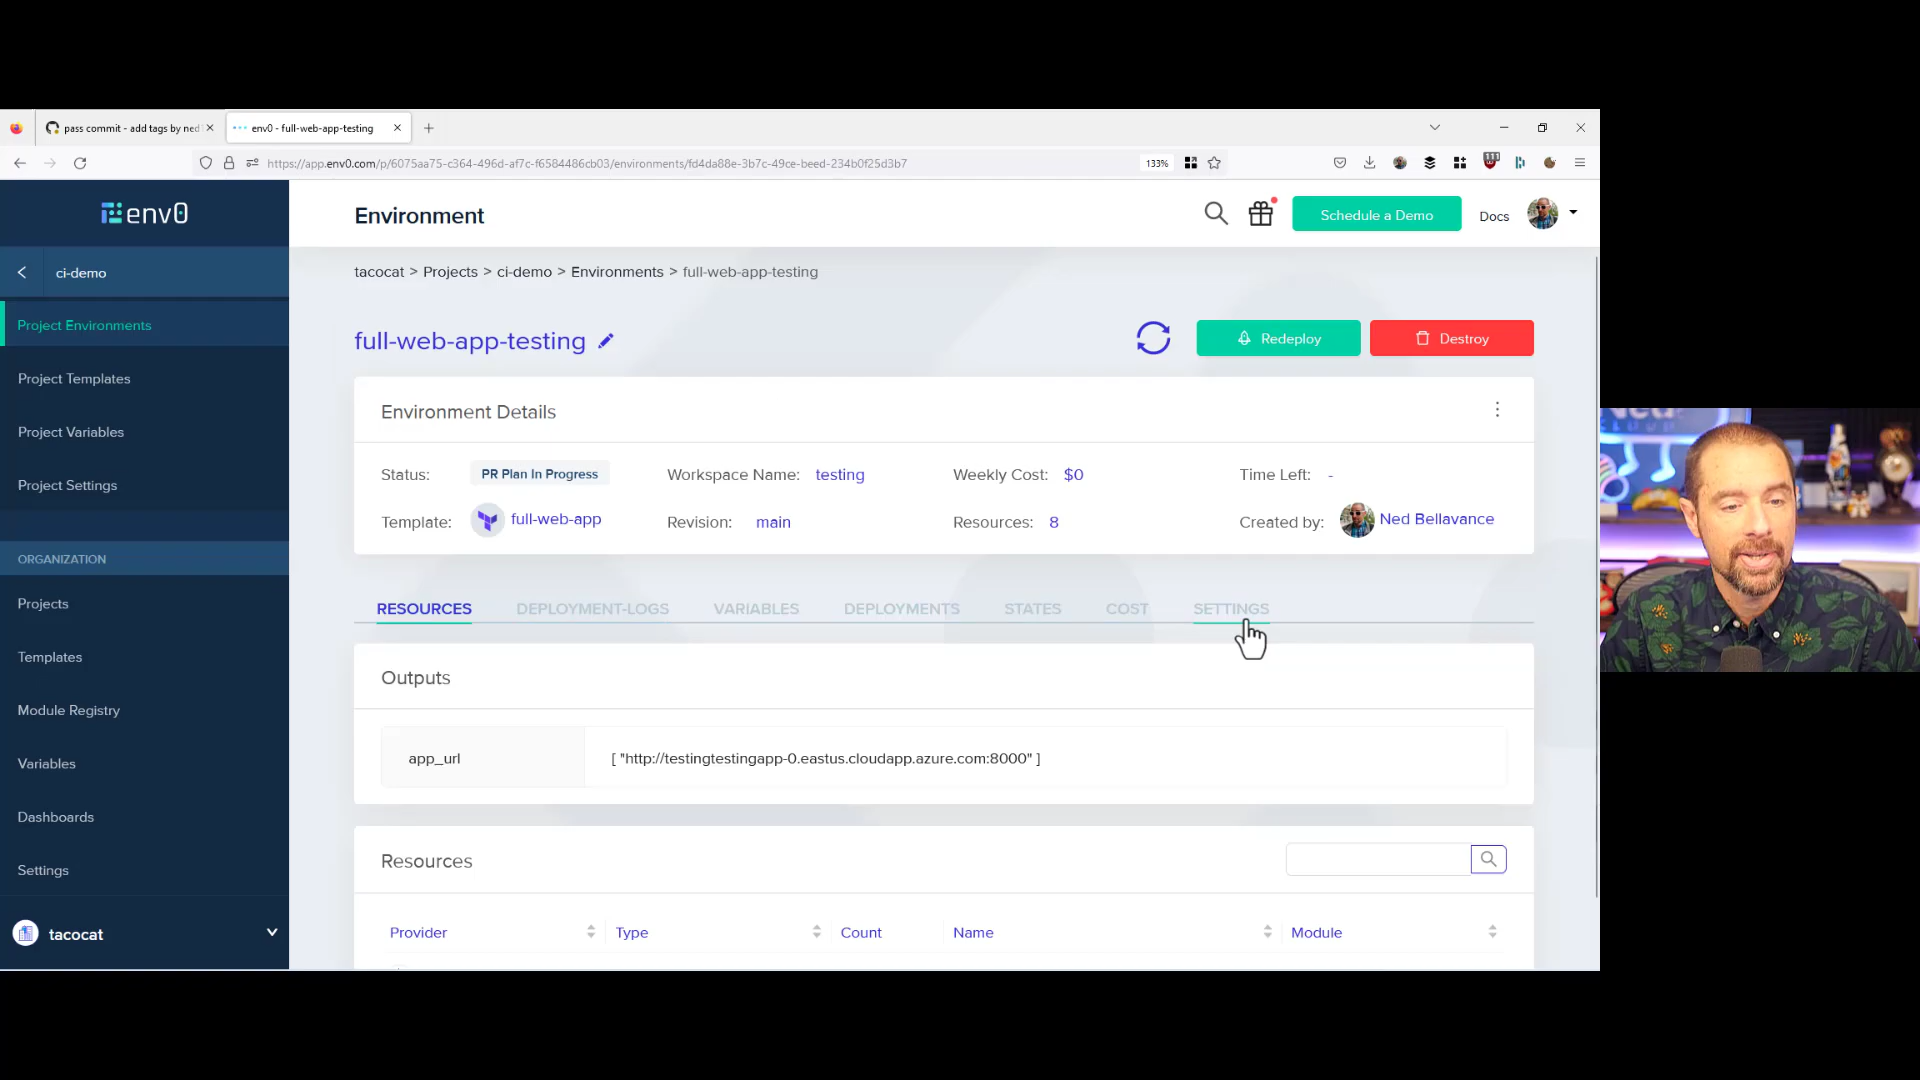 pass commit - add tags by ned
env0 - full-web-app-testing
https://app.env0.com/p/6075aa75-c364-496d-af7c-f6584486cb03/environments/fd4da88e-3b7c-49ce-beed-234b0f25d3b7
133%
env0
Environment
Schedule a Demo
Docs
ci-demo
tacocat > Projects > ci-demo > Environments > full-web-app-testing
Project Environments
full-web-app-testing
Redeploy
Destroy
Project Templates
Environment Details
Project Variables
Status: PR Plan In Progress
Workspace Name: testing
Weekly Cost: $0
Time Left: -
Project Settings
Template: full-web-app
Revision: main
Resources: 8
Created by: Ned Bellavance
ORGANIZATION
Projects
RESOURCES
DEPLOYMENT-LOGS
VARIABLES
DEPLOYMENTS
STATES
COST
SETTINGS
Templates
Outputs
Module Registry
app_url
[ "http://testingtestingapp-0.eastus.cloudapp.azure.com:8000" ]
Variables
Dashboards
Resources
Settings
Provider
Type
Count
Name
Module
tacocat